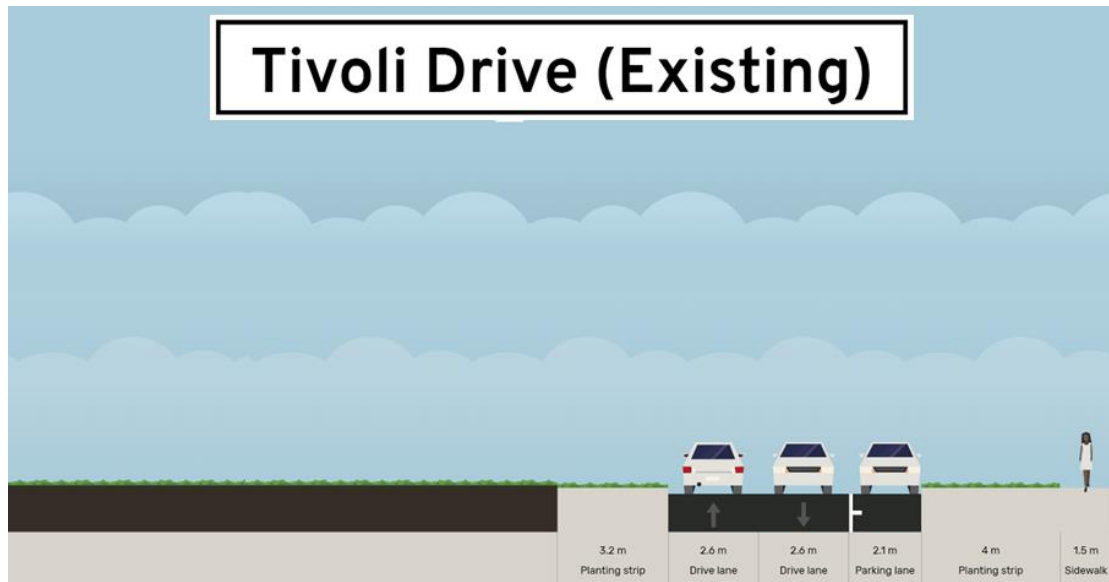 Tivoli Drive (Existing)
3.2 m 2.6 m 2.6 m 2.1 m 4 m 1.5 m
Planting strip Drive lane Drive lane Parking lane Planting strip Sidewalk